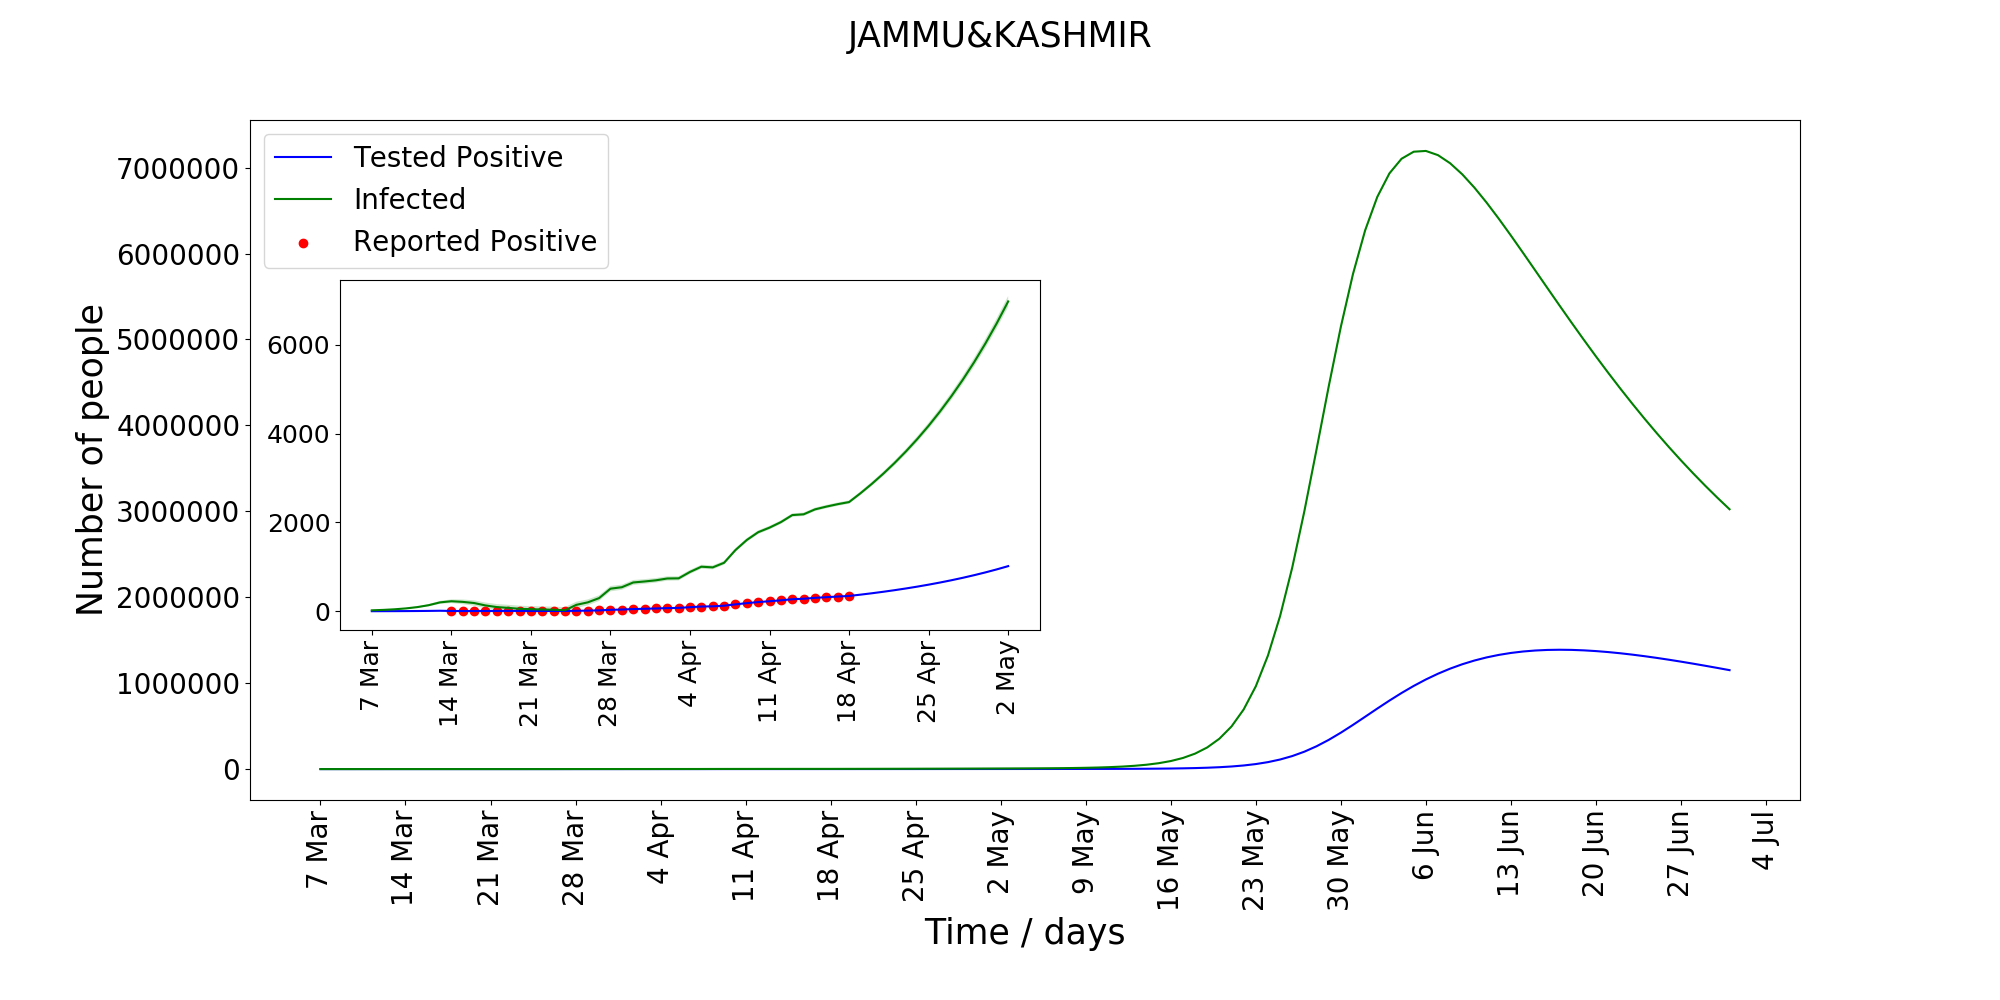 JAMMU&KASHMIR
Tested Positive
Infected
Reported Positive
7000000
6000000
5000000
4000000
3000000
2000000
1000000
0
Number of people
6000
4000
2000
0
7 Mar
14 Mar
21 Mar
28 Mar
4 Apr
11 Apr
18 Apr
25 Apr
2 May
7 Mar
14 Mar
21 Mar
28 Mar
4 Apr
11 Apr
18 Apr
25 Apr
2 May
9 May
16 May
23 May
30 May
6 Jun
13 Jun
20 Jun
27 Jun
4 Jul
Time / days